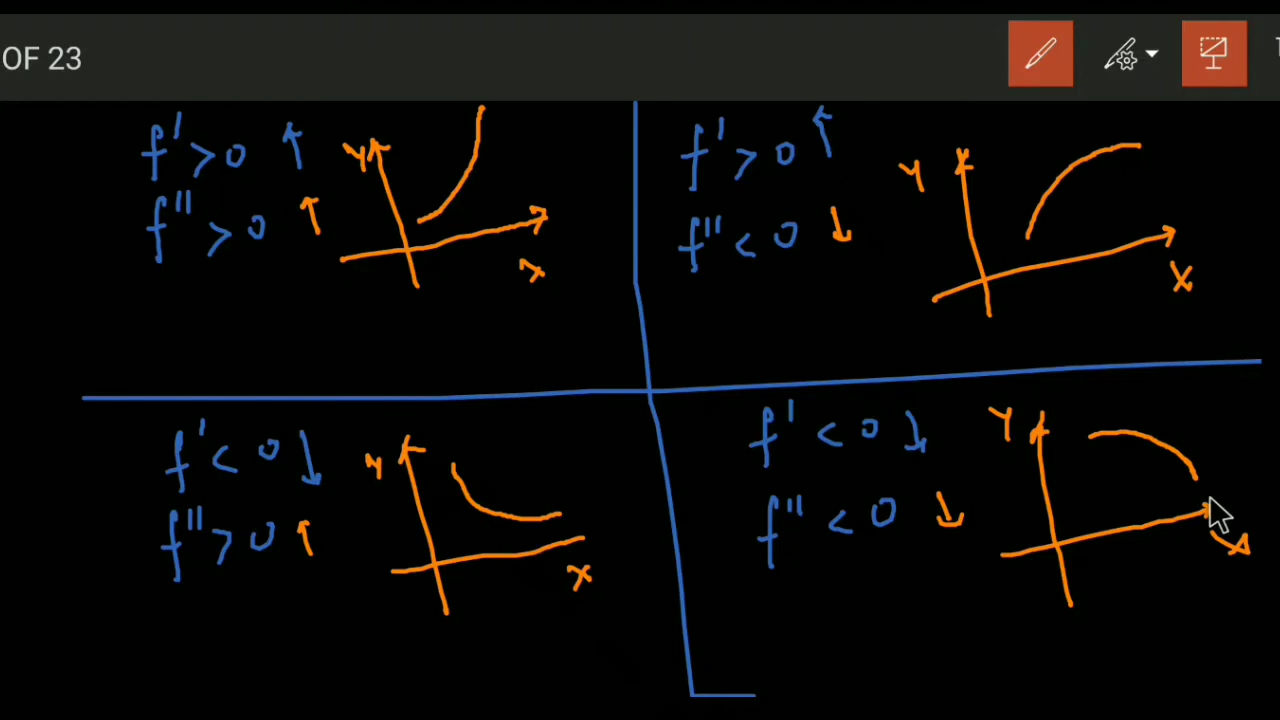 OF 23
f' > 0 ↑
f'' > 0 ↑
Y
X
f' > 0 ↑
f'' < 0 ↓
Y
X
f' < 0 ↓
f'' > 0 ↑
Y
X
f' < 0 ↓
f'' < 0 ↓
Y